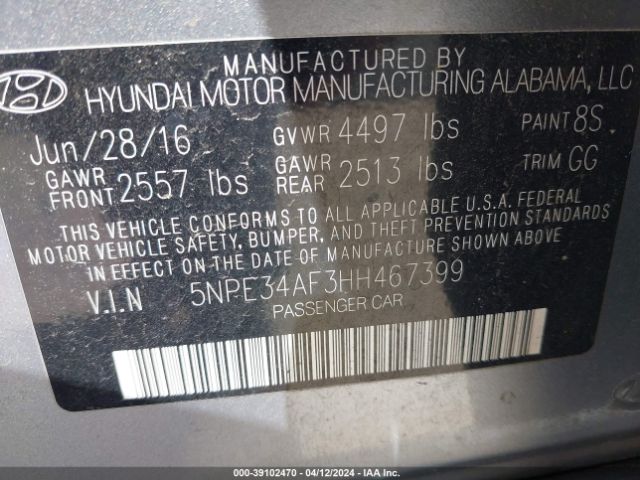 MANUFACTURED BY
HYUNDAI MOTOR MANUFACTURING ALABAMA, LLC
Jun/28/16 GVWR 4497 lbs PAINT 8S
GAWR FRONT 2557 lbs GAWR REAR 2513 lbs TRIM GG
THIS VEHICLE CONFORMS TO ALL APPLICABLE U.S.A. FEDERAL
MOTOR VEHICLE SAFETY, BUMPER, AND THEFT PREVENTION STANDARDS
IN EFFECT ON THE DATE OF MANUFACTURE SHOWN ABOVE
V.I.N 5NPE34AF3HH467399
PASSENGER CAR
000-39102470 - 04/12/2024 - IAA Inc.